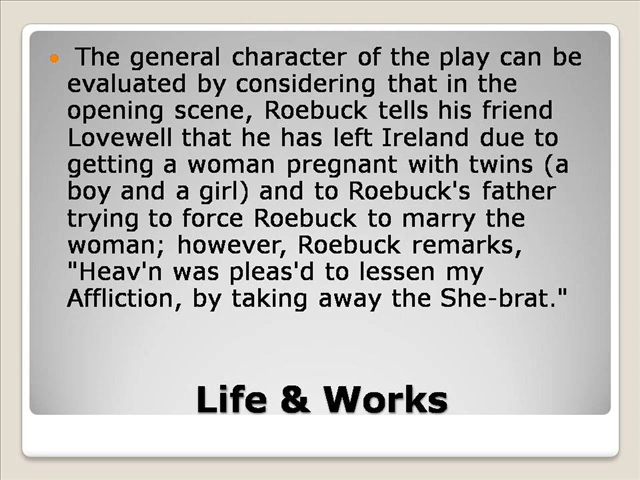 The general character of the play can be
evaluated by considering that in the
opening scene, Roebuck tells his friend
Lovewell that he has left Ireland due to
getting a woman pregnant with twins (a
boy and a girl) and to Roebuck's father
trying to force Roebuck to marry the
woman; however, Roebuck remarks,
"Heav'n was pleas'd to lessen my
Affliction, by taking away the She-brat."
Life & Works